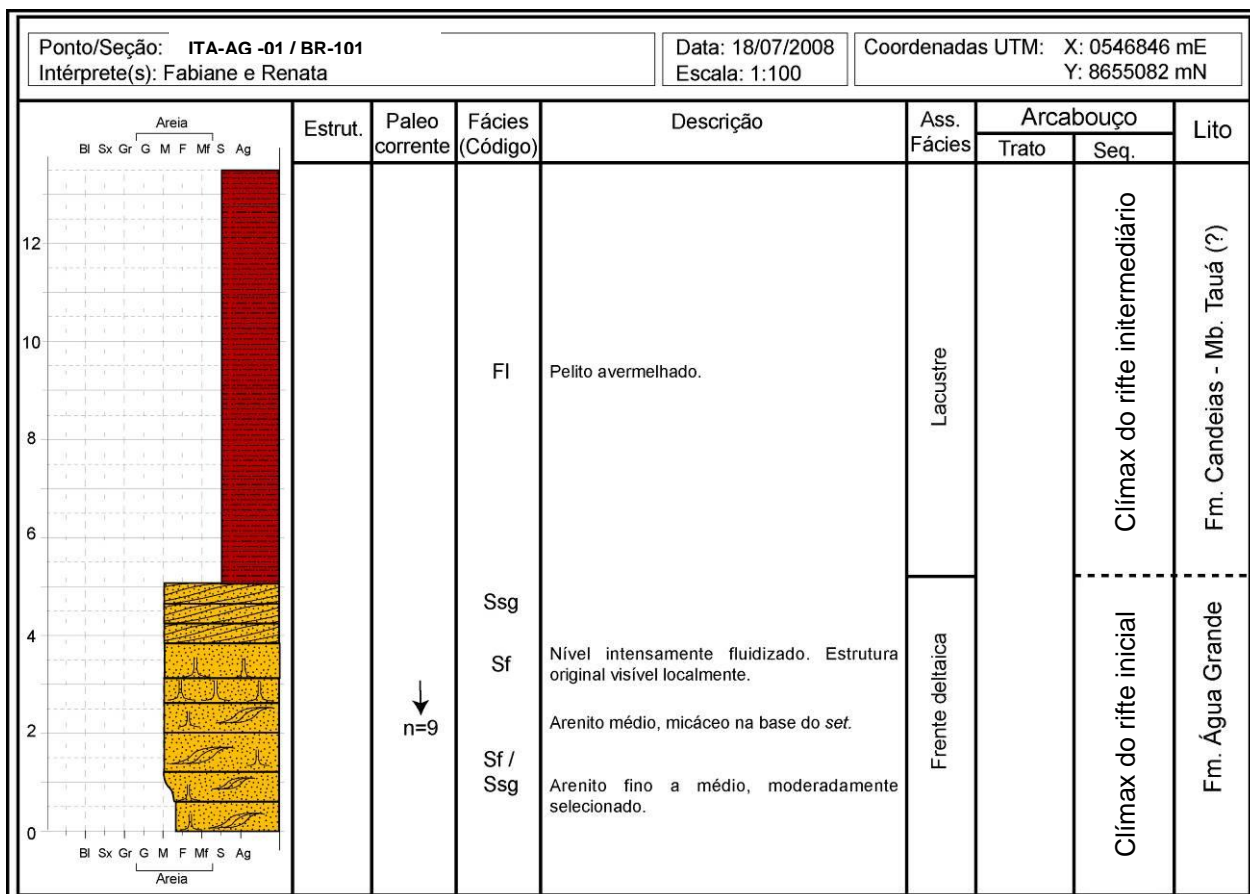 Ponto/Seção: ITA-AG -01 / BR-101
Intérprete(s): Fabiane e Renata
Data: 18/07/2008
Escala: 1:100
Coordenadas UTM: X: 0546846 mE
Y: 8655082 mN
Areia
Bl Sx Gr G M F Mf S Ag
Estrut.
Paleo
corrente
Fácies
(Código)
Descrição
Ass.
Fácies
Arcabouço
Trato
Seq.
Lito
12
10
8
6
4
2
0
Bl Sx Gr G M F Mf S Ag
Areia
n=9
Fl
Ssg
Sf
Sf /
Ssg
Pelito avermelhado.
Nível intensamente fluidizado. Estrutura
original visível localmente.
Arenito médio, micáceo na base do set.
Arenito fino a médio, moderadamente
selecionado.
Lacustre
Frente deltaica
Clímax do rifte initermediário
Clímax do rifte inicial
Fm. Candeias - Mb. Tauá (?)
Fm. Água Grande